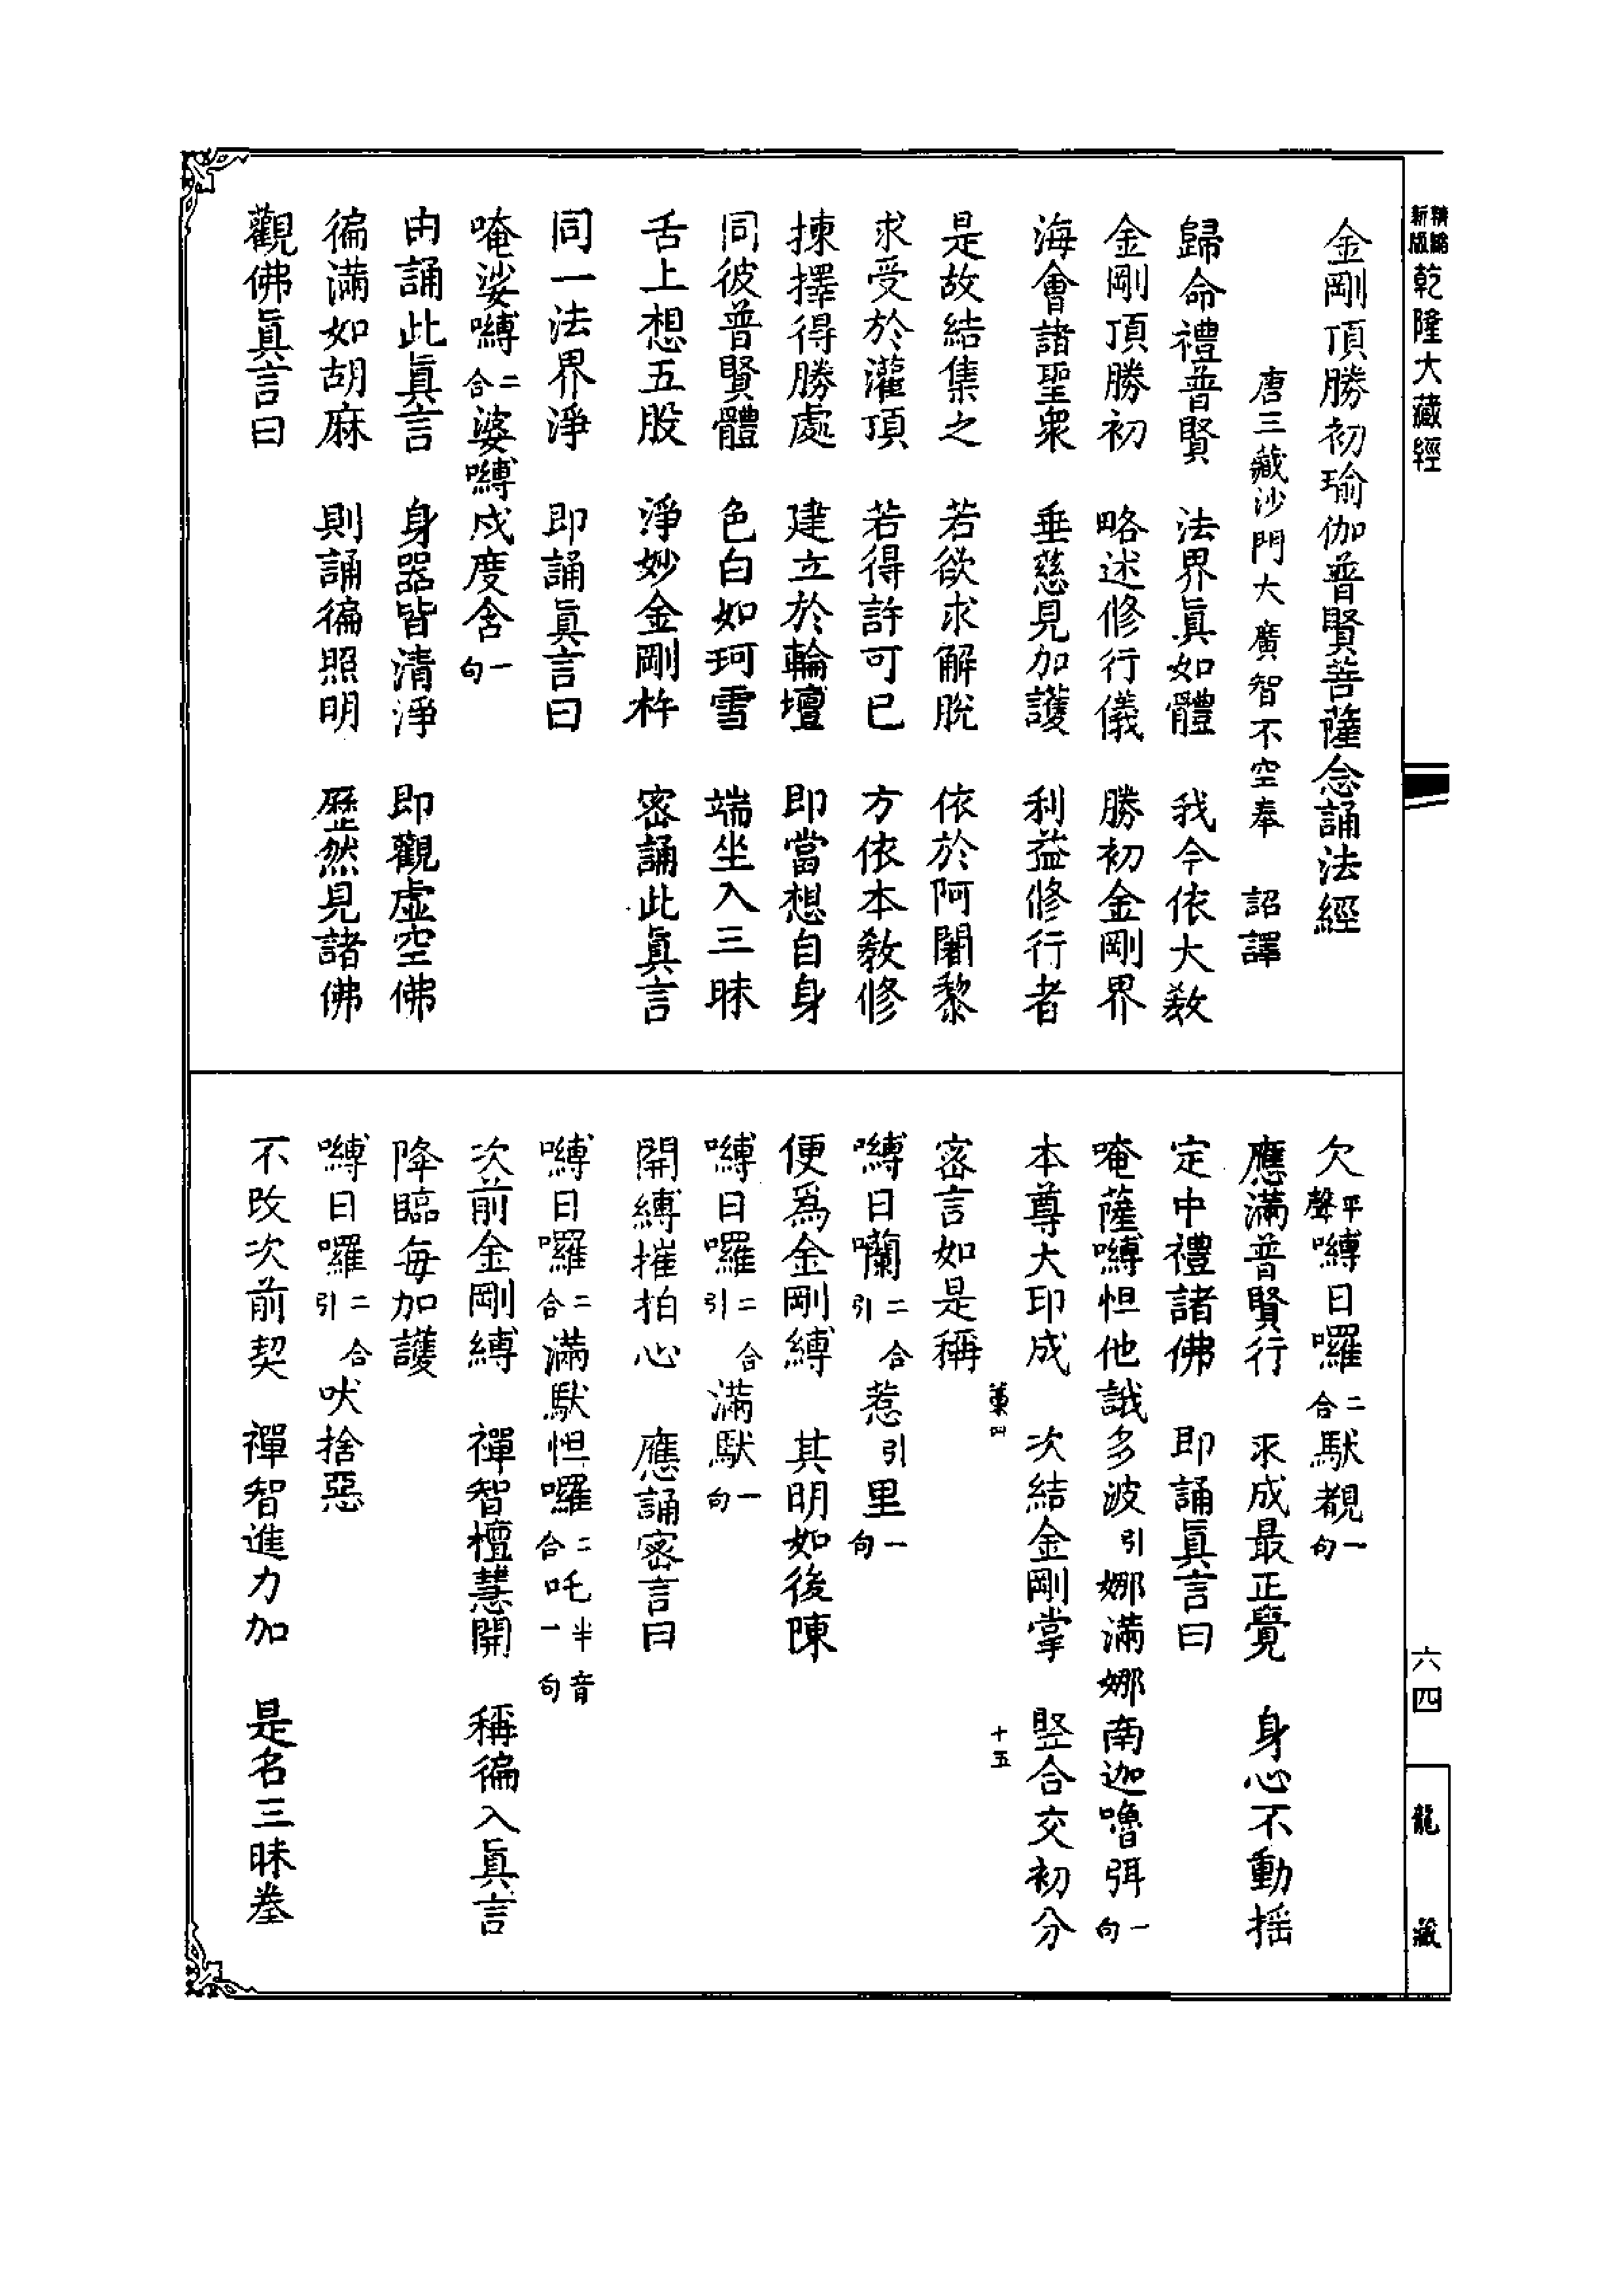 新編縮版 乾隆大藏經
金剛頂勝初瑜伽普賢菩薩念誦法經
唐三藏沙門大廣智不空奉 詔譯
歸命禮普賢 法界眞如體 我今依大教
金剛頂勝初 略述修行儀 勝初金剛界
海會諸聖衆 垂慈見加護 利益修行者
是故結集之 若欲求解脫 依於阿闍黎
求受於灌頂 若得許可已 方依本教修
揀擇得勝處 建立於輪壇 即當想自身
同彼普賢體 色白如珂雪 端坐入三昧
舌上想五股 淨妙金剛杵 密誦此眞言
同一法界淨 即誦眞言曰
唵娑嚩二合婆嚩戍度含一句
由誦此眞言 身器皆清淨 即觀虛空佛
徧滿如胡麻 則誦徧照明 歷然見諸佛
觀佛眞言曰
欠平聲嚩日囉二合馱覩一句
應滿普賢行 求成最正覺 身心不動搖
定中禮諸佛 即誦眞言曰
唵薩嚩怛他誐多波引娜滿娜南迦嚕弭一句
本尊大印成 次結金剛掌 竪合交初分
藁四 十五
密言如是稱
嚩日囒二合引惹引里一句
便爲金剛縛 其明如後陳
嚩日囉二合引滿馱一句
開縛摧拍心 應誦密言曰
嚩日囉二合滿馱怛囉二合吒半音一句
次前金剛縛 禪智檀慧開 稱徧入眞言
降臨每加護
嚩日囉二合引吠捨惡
不改次前契 禪智進力加 是名三昧拳
六四
龍藏